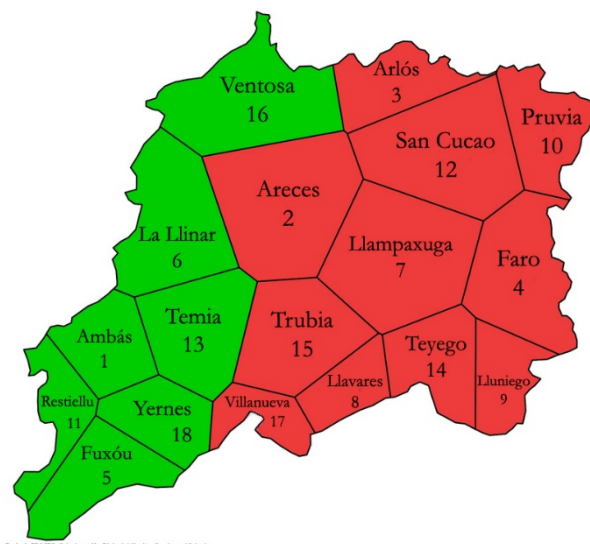 Ventosa
16
Arlós
3
Pruvia
10
San Cucao
12
Areces
2
La Llinar
6
Llampaxuga
7
Faro
4
Temia
13
Trubia
15
Ambás
1
Teyego
14
Lluniego
9
Llavares
8
Restiellu
11
Yernes
18
Villanueva
17
Fuxóu
5